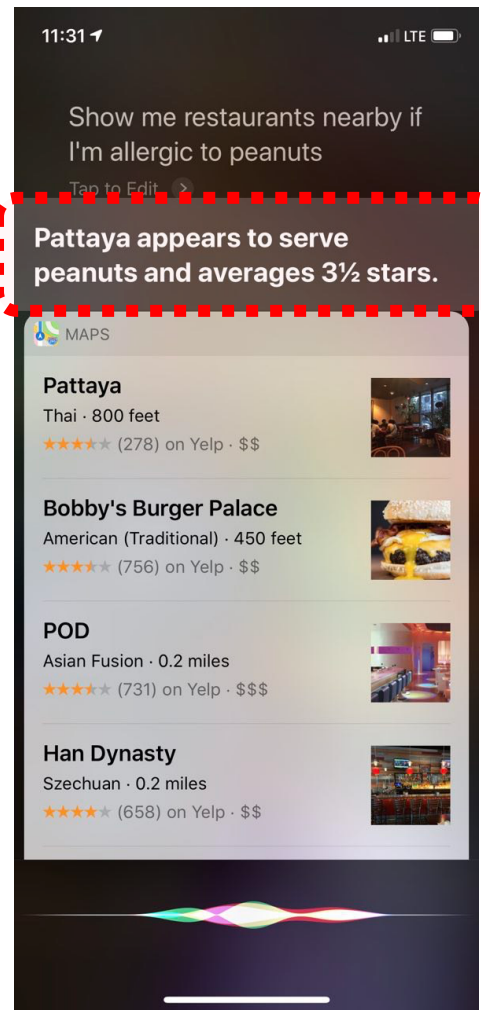 11:31
LTE
Show me restaurants nearby if
I'm allergic to peanuts
Tap to Edit
Pattaya appears to serve
peanuts and averages 3½ stars.
MAPS
Pattaya
Thai · 800 feet
(278) on Yelp · $$
Bobby's Burger Palace
American (Traditional) · 450 feet
(756) on Yelp · $$
POD
Asian Fusion · 0.2 miles
(731) on Yelp · $$$
Han Dynasty
Szechuan · 0.2 miles
(658) on Yelp · $$